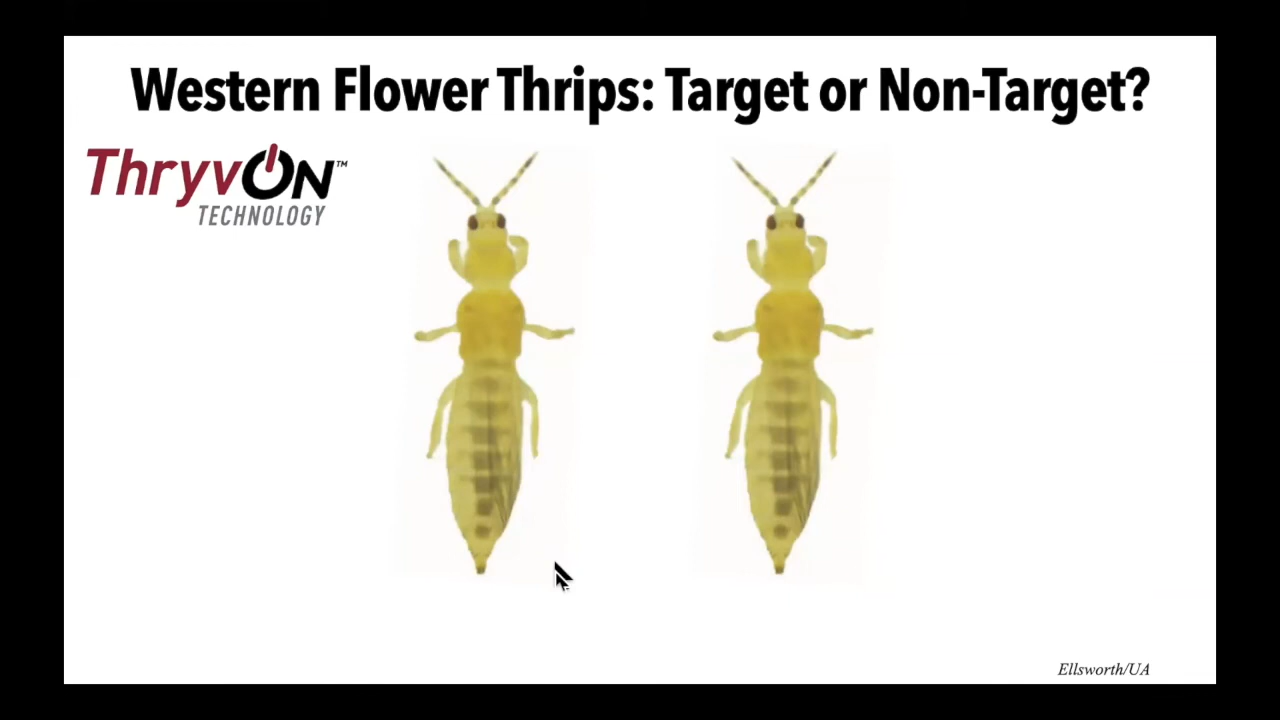 Western Flower Thrips: Target or Non-Target?
ThryvON™
TECHNOLOGY
Ellsworth/UA